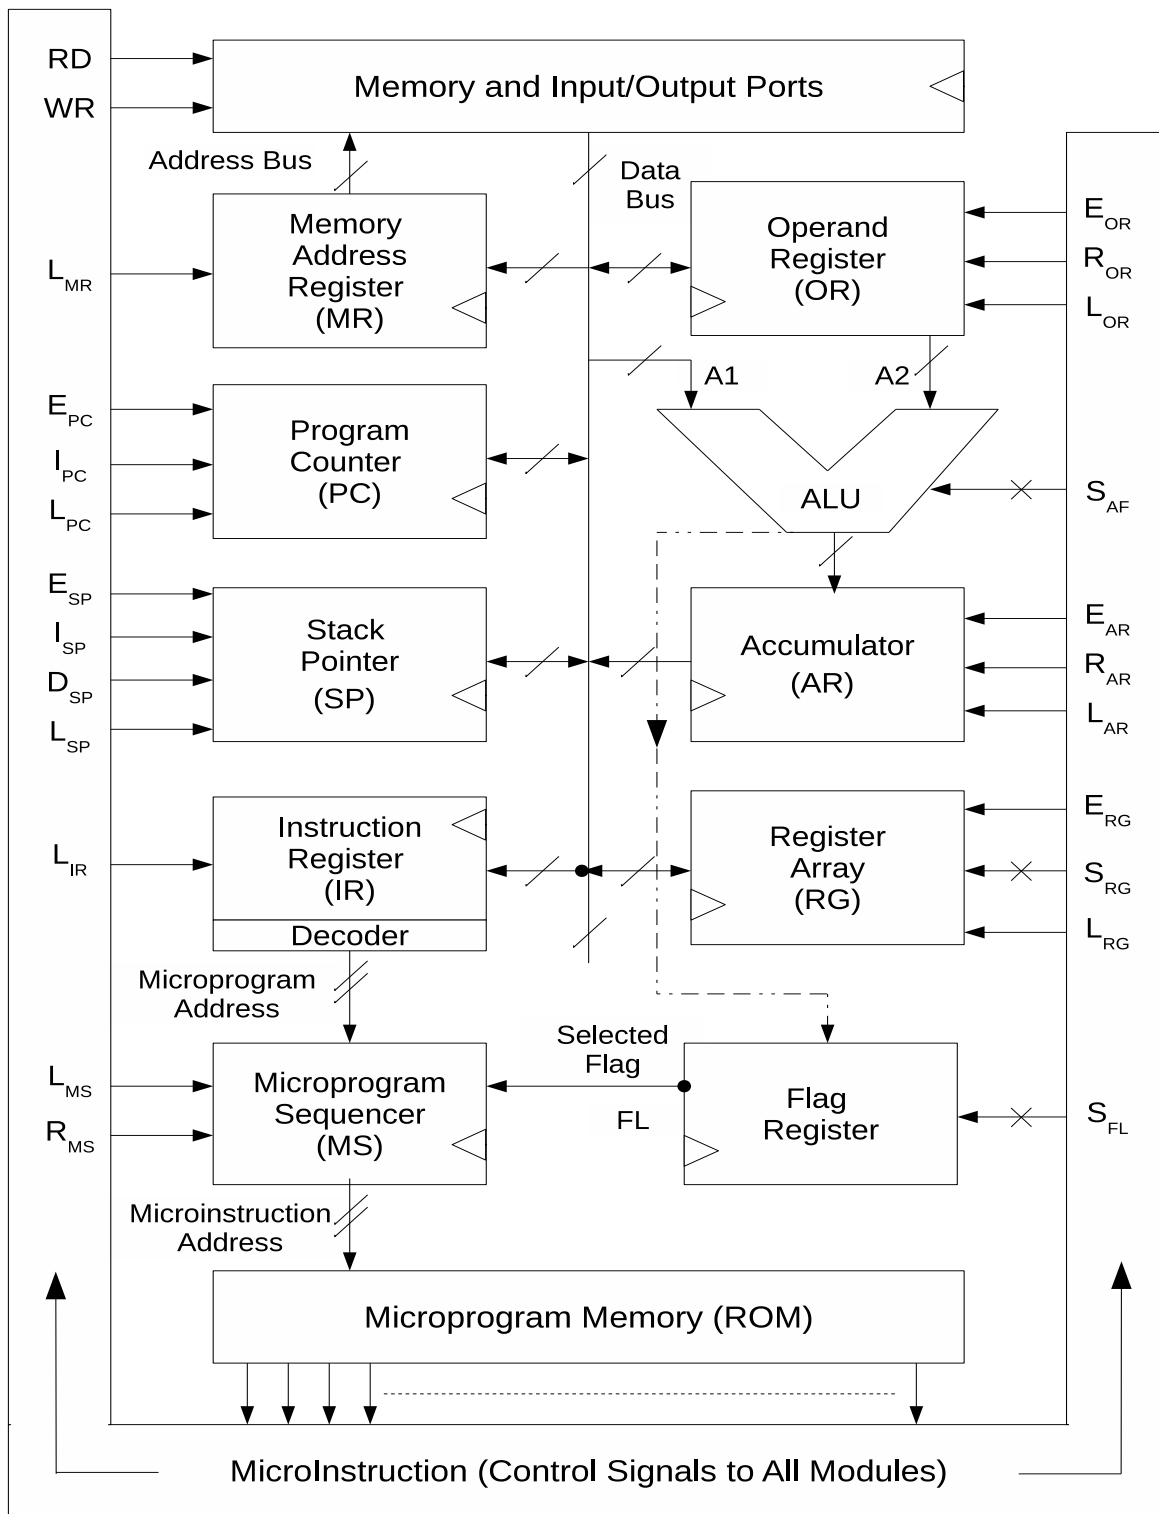 RD
WR
Memory and Input/Output Ports
Address Bus
Data
Bus
L_MR
Memory
Address
Register
(MR)
Operand
Register
(OR)
E_OR
R_OR
L_OR
A1
A2
E_PC
I_PC
L_PC
Program
Counter
(PC)
ALU
S_AF
E_SP
I_SP
D_SP
L_SP
Stack
Pointer
(SP)
Accumulator
(AR)
E_AR
R_AR
L_AR
L_IR
Instruction
Register
(IR)
Decoder
Register
Array
(RG)
E_RG
S_RG
L_RG
Microprogram
Address
L_MS
R_MS
Microprogram
Sequencer
(MS)
Selected
Flag
FL
Flag
Register
S_FL
Microinstruction
Address
Microprogram Memory (ROM)
MicroInstruction (Control Signals to All Modules)